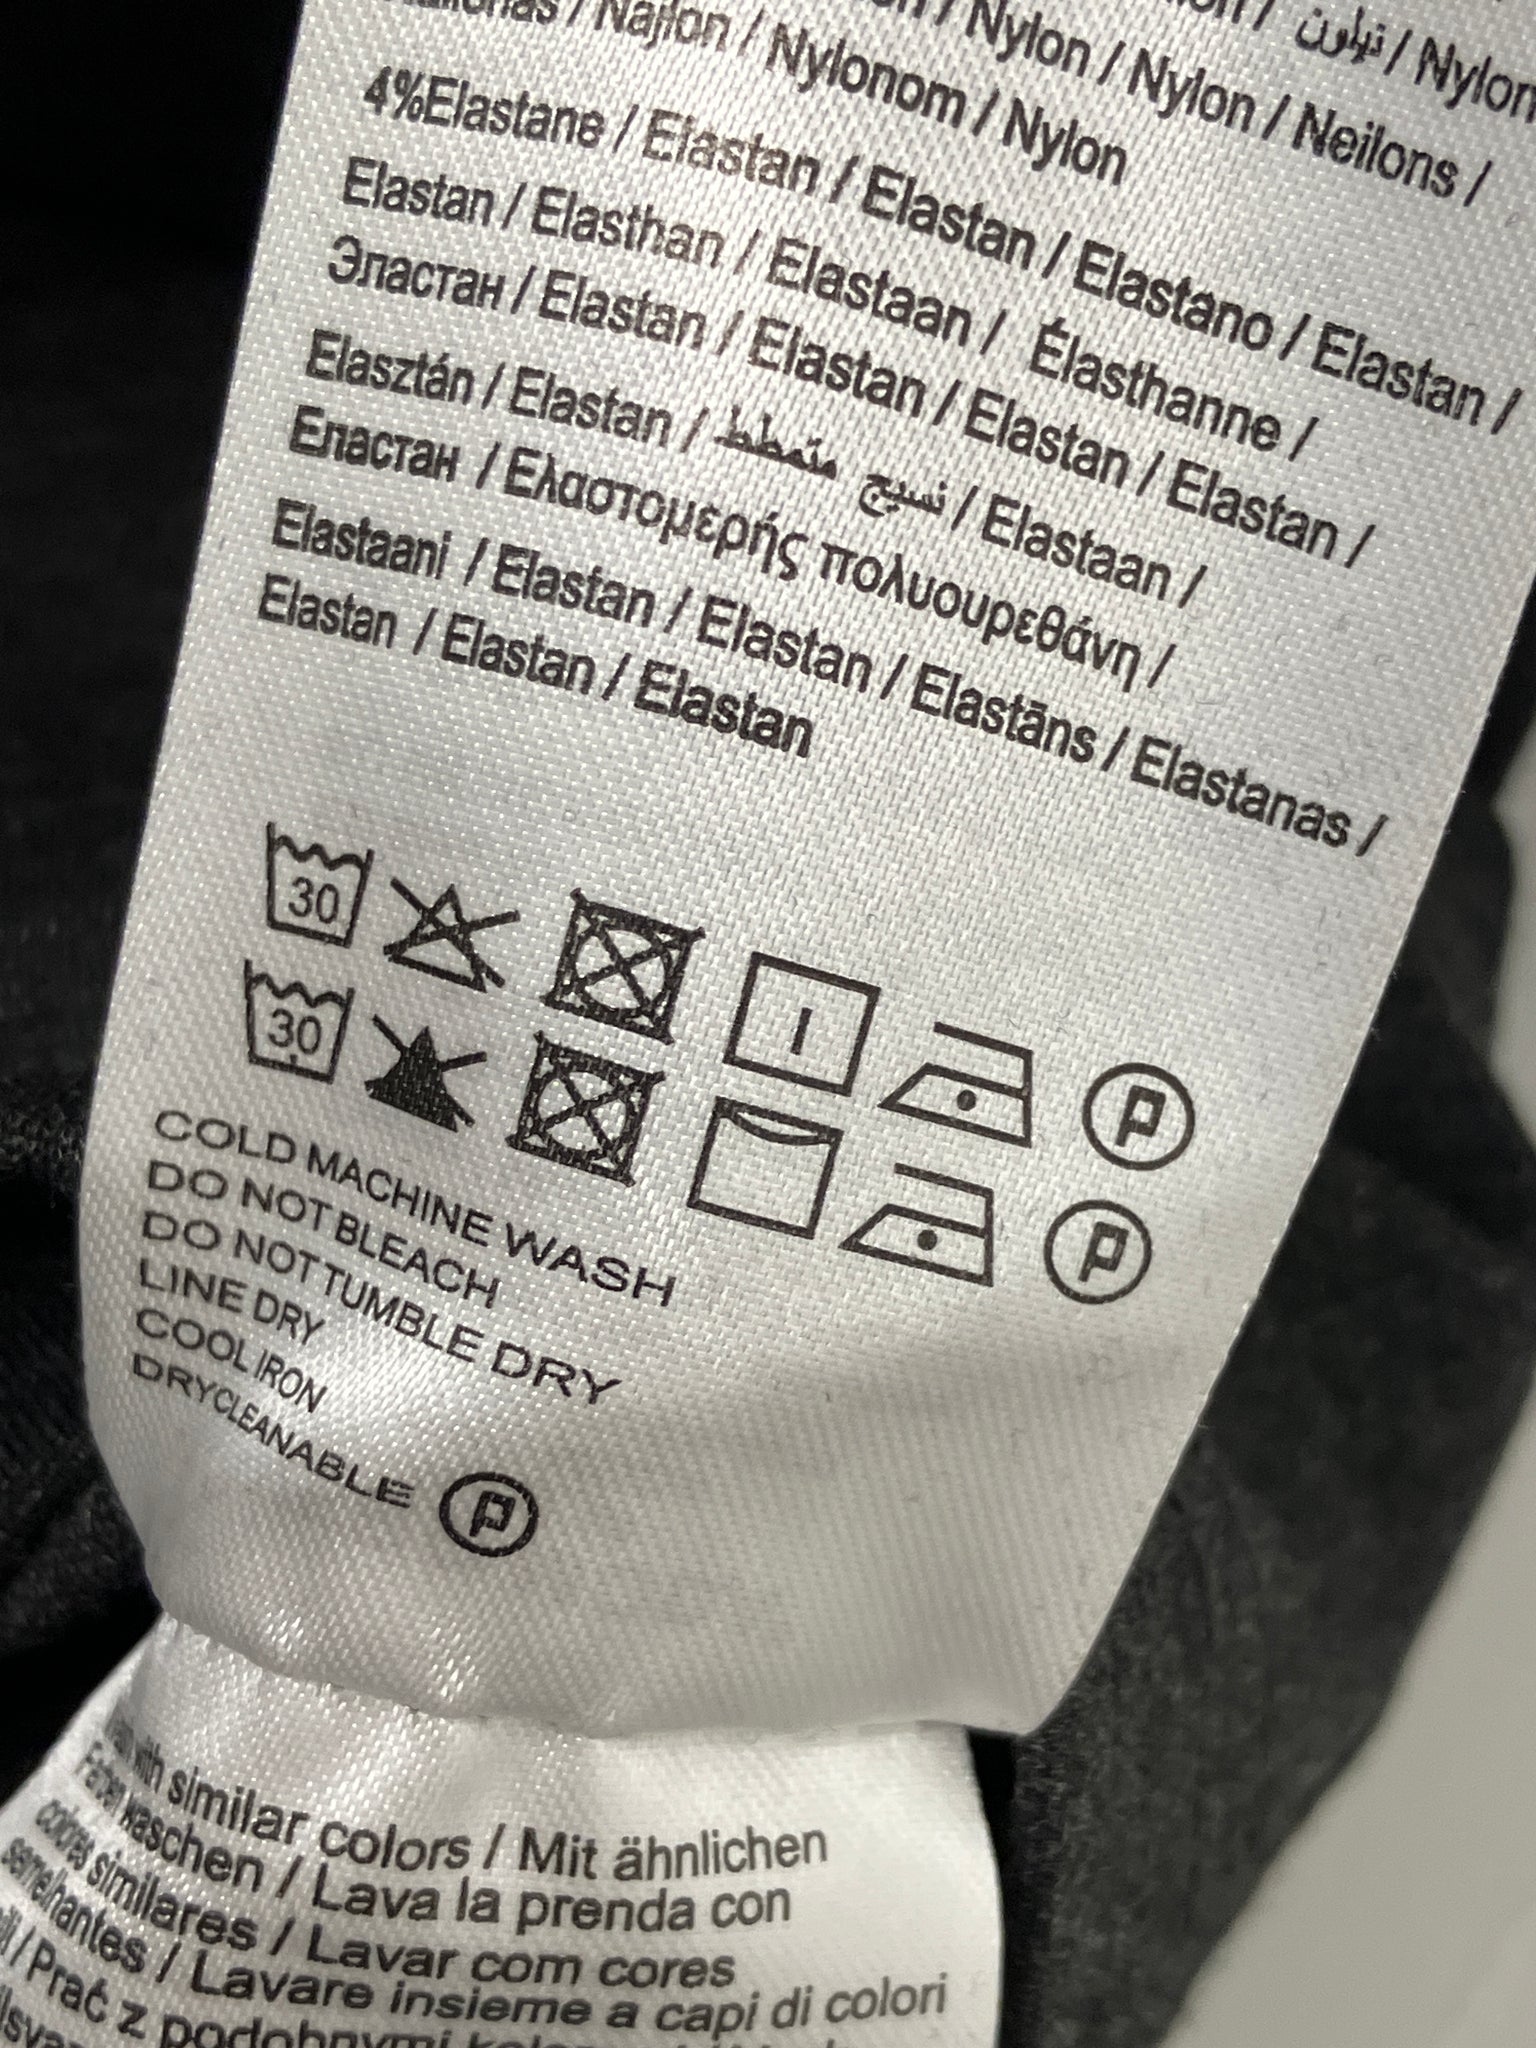 / نيلون / Nylon
/ Nylon / Nylon / Neilons /
Najlon / Nylonom / Nylon
4%Elastane / Elastan / Elastan / Elastano / Elastan /
Elastan / Elasthan / Elastaan / Élasthanne /
Эластан / Elastan / Elastan / Elastan / Elastan /
Elasztán / Elastan / نسيج متمطط / Elastaan /
Еластан / Ελαστομερής πολυουρεθάνη /
Elastaani / Elastan / Elastan / Elastāns / Elastanas /
Elastan / Elastan / Elastan
30 P
30 P
COLD MACHINE WASH
DO NOT BLEACH
DO NOT TUMBLE DRY
LINE DRY
COOL IRON
DRYCLEANABLE P
with similar colors / Mit ähnlichen
Farben waschen / Lava la prenda con
colores similares / Lavar com cores
semelhantes / Lavare insieme a capi di colori
/ Prać z podobnymi